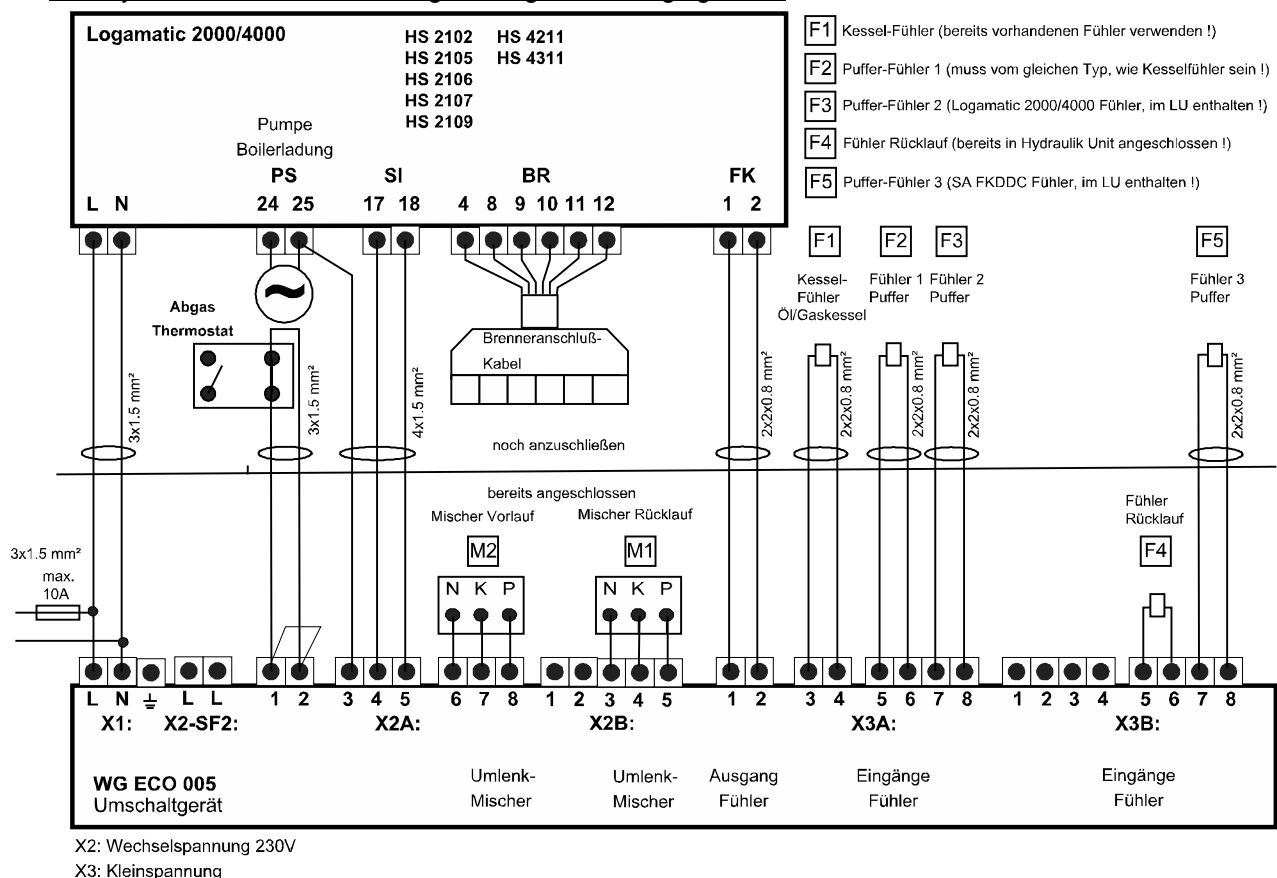 Logamatic 2000/4000
HS 2102 HS 4211
HS 2105 HS 4311
HS 2106
HS 2107
HS 2109
F1 Kessel-Fühler (bereits vorhandenen Fühler verwenden !)
F2 Puffer-Fühler 1 (muss vom gleichen Typ, wie Kesselfühler sein !)
F3 Puffer-Fühler 2 (Logamatic 2000/4000 Fühler, im LU enthalten !)
F4 Fühler Rücklauf (bereits in Hydraulik Unit angeschlossen !)
F5 Puffer-Fühler 3 (SA FKDDC Fühler, im LU enthalten !)
Pumpe
Boilerladung
PS SI BR FK
L N 24 25 17 18 4 8 9 10 11 12 1 2
F1 F2 F3 F5
Kessel-
Fühler
Öl/Gaskessel
Fühler 1
Puffer
Fühler 2
Puffer
Fühler 3
Puffer
Abgas
Thermostat
Brenneranschluß-
Kabel
3x1.5 mm²
3x1.5 mm²
4x1.5 mm²
2x2x0.8 mm²
2x2x0.8 mm²
2x2x0.8 mm²
2x2x0.8 mm²
2x2x0.8 mm²
noch anzuschließen
bereits angeschlossen
Mischer Vorlauf
Mischer Rücklauf
M2
M1
N K P
N K P
Fühler
Rücklauf
F4
3x1.5 mm²
max.
10A
L N L L 1 2 3 4 5 6 7 8 1 2 3 4 5 1 2 3 4 5 6 7 8 1 2 3 4 5 6 7 8
X1: X2-SF2: X2A: X2B: X3A: X3B:
WG ECO 005
Umschaltgerät
Umlenk-
Mischer
Umlenk-
Mischer
Ausgang
Fühler
Eingänge
Fühler
Eingänge
Fühler
X2: Wechselspannung 230V
X3: Kleinspannung